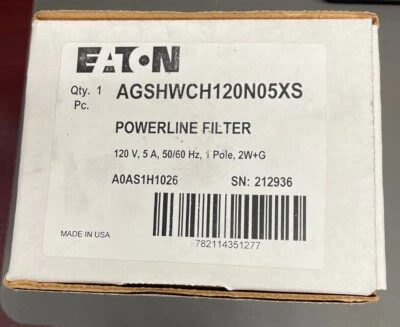 EATON
Qty. 1 AGSHWCH120N05XS
Pc.
POWERLINE FILTER
120 V, 5 A, 50/60 Hz, 1 Pole, 2W+G
A0AS1H1026 SN: 212936
MADE IN USA
782114351277